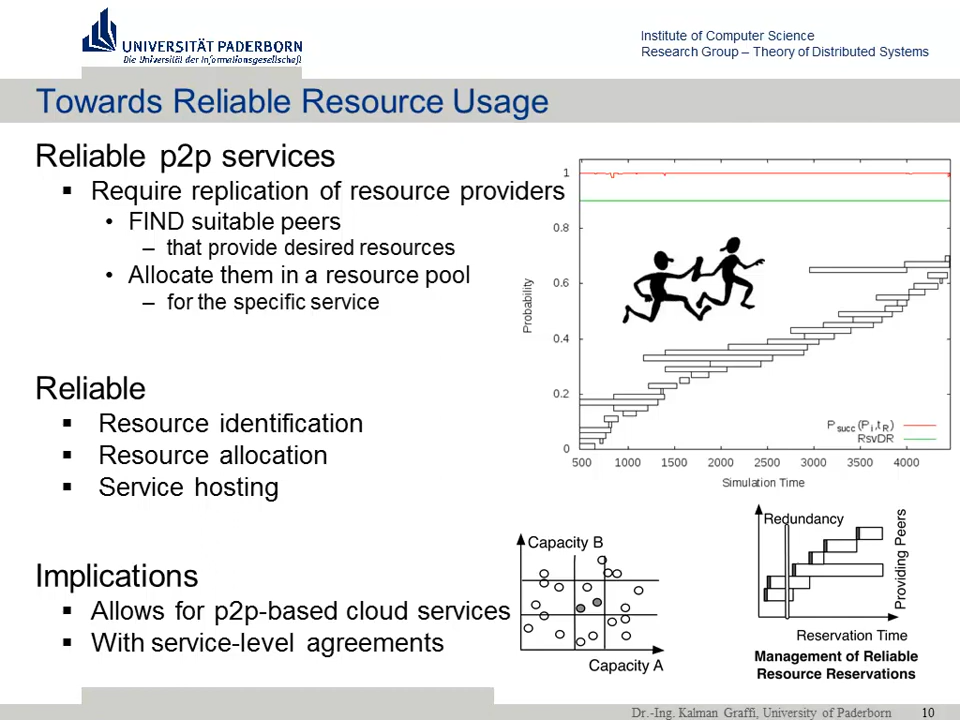 UNIVERSITÄT PADERBORN
Die Universität der Informationsgesellschaft
Institute of Computer Science
Research Group – Theory of Distributed Systems
Towards Reliable Resource Usage
Reliable p2p services
▪ Require replication of resource providers
• FIND suitable peers
– that provide desired resources
• Allocate them in a resource pool
– for the specific service
Reliable
▪ Resource identification
▪ Resource allocation
▪ Service hosting
Implications
▪ Allows for p2p-based cloud services
▪ With service-level agreements
Probability
1
0.8
0.6
0.4
0.2
0
P succ (P i ,t R )
RsvDR
500 1000 1500 2000 2500 3000 3500 4000
Simulation Time
Capacity B
Capacity A
Redundancy
Providing Peers
Reservation Time
Management of Reliable
Resource Reservations
Dr.-Ing. Kalman Graffi, University of Paderborn 10